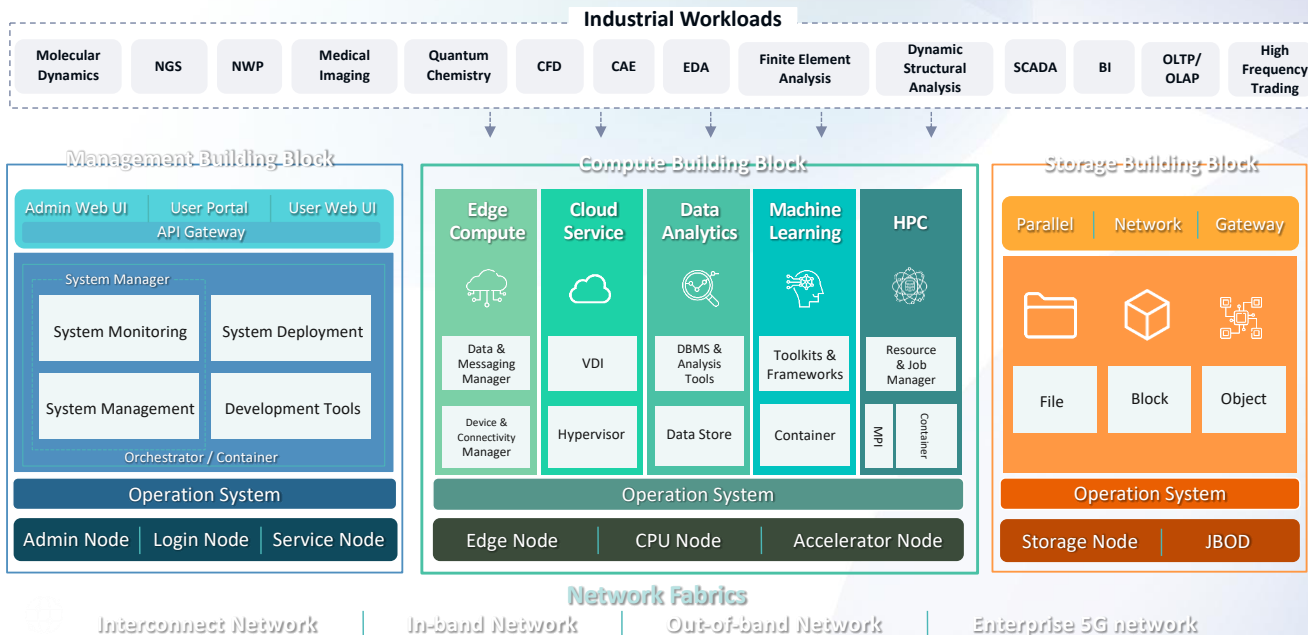 Industrial Workloads
Molecular
Dynamics
NGS
NWP
Medical
Imaging
Quantum
Chemistry
CFD
CAE
EDA
Finite Element
Analysis
Dynamic
Structural
Analysis
SCADA
BI
OLTP/
OLAP
High
Frequency
Trading
Management Building Block
Admin Web UI
User Portal
User Web UI
API Gateway
System Manager
System Monitoring
System Deployment
System Management
Development Tools
Orchestrator / Container
Operation System
Admin Node
Login Node
Service Node
Compute Building Block
Edge
Compute
Data &
Messaging
Manager
Device &
Connectivity
Manager
Cloud
Service
VDI
Hypervisor
Data
Analytics
DBMS &
Analysis
Tools
Data Store
Machine
Learning
Toolkits &
Frameworks
Container
HPC
Resource
& Job
Manager
MPI
Container
Operation System
Edge Node
CPU Node
Accelerator Node
Storage Building Block
Parallel
Network
Gateway
File
Block
Object
Operation System
Storage Node
JBOD
Network Fabrics
Interconnect Network
In-band Network
Out-of-band Network
Enterprise 5G network